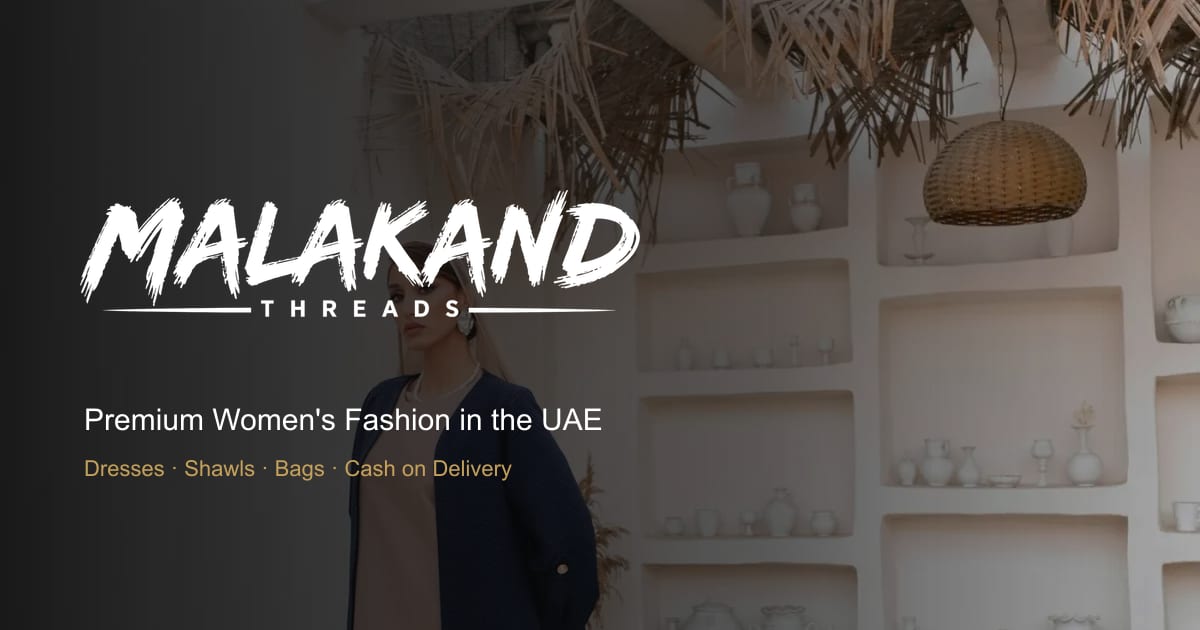 MALAKAND
THREADS
Premium Women's Fashion in the UAE
Dresses · Shawls · Bags · Cash on Delivery